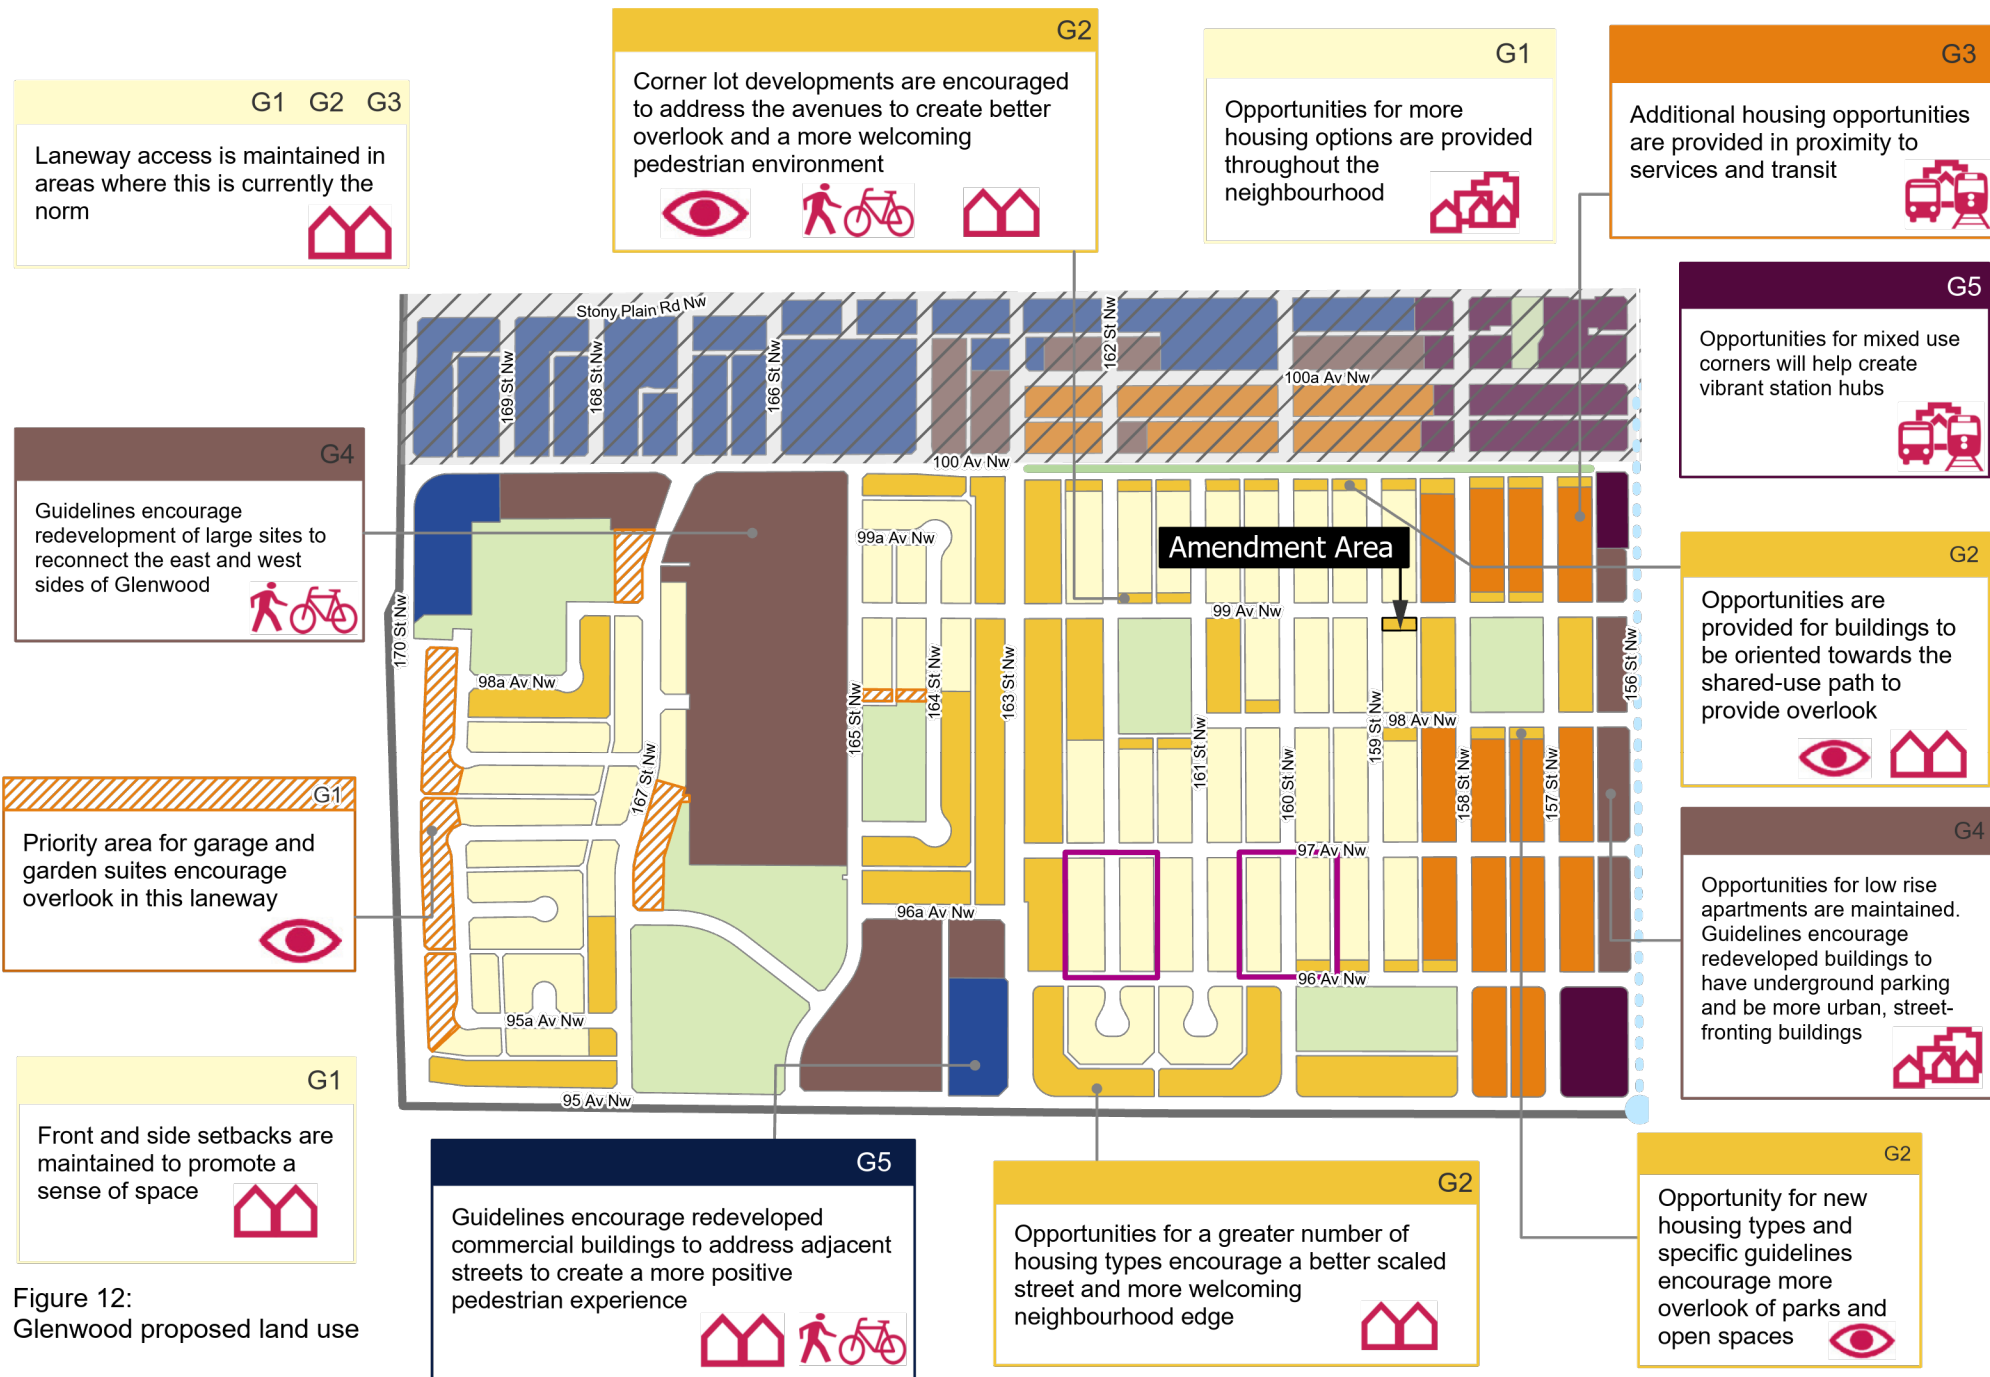 G1 G2 G3
Laneway access is maintained in
areas where this is currently the
norm
G2
Corner lot developments are encouraged
to address the avenues to create better
overlook and a more welcoming
pedestrian environment
G1
Opportunities for more
housing options are provided
throughout the
neighbourhood
G3
Additional housing opportunities
are provided in proximity to
services and transit
G5
Opportunities for mixed use
corners will help create
vibrant station hubs
G4
Guidelines encourage
redevelopment of large sites to
reconnect the east and west
sides of Glenwood
G2
Opportunities are
provided for buildings to
be oriented towards the
shared-use path to
provide overlook
G1
Priority area for garage and
garden suites encourage
overlook in this laneway
G4
Opportunities for low rise
apartments are maintained.
Guidelines encourage
redeveloped buildings to
have underground parking
and be more urban, street-
fronting buildings
G1
Front and side setbacks are
maintained to promote a
sense of space
G5
Guidelines encourage redeveloped
commercial buildings to address adjacent
streets to create a more positive
pedestrian experience
G2
Opportunities for a greater number of
housing types encourage a better scaled
street and more welcoming
neighbourhood edge
G2
Opportunity for new
housing types and
specific guidelines
encourage more
overlook of parks and
open spaces
Stony Plain Rd Nw
169 St Nw
168 St Nw
166 St Nw
162 St Nw
100a Av Nw
100 Av Nw
99a Av Nw
Amendment Area
99 Av Nw
170 St Nw
98a Av Nw
165 St Nw
164 St Nw
163 St Nw
161 St Nw
160 St Nw
159 St Nw
98 Av Nw
158 St Nw
157 St Nw
156 St Nw
167 St Nw
97 Av Nw
96a Av Nw
96 Av Nw
95a Av Nw
95 Av Nw
Figure 12:
Glenwood proposed land use